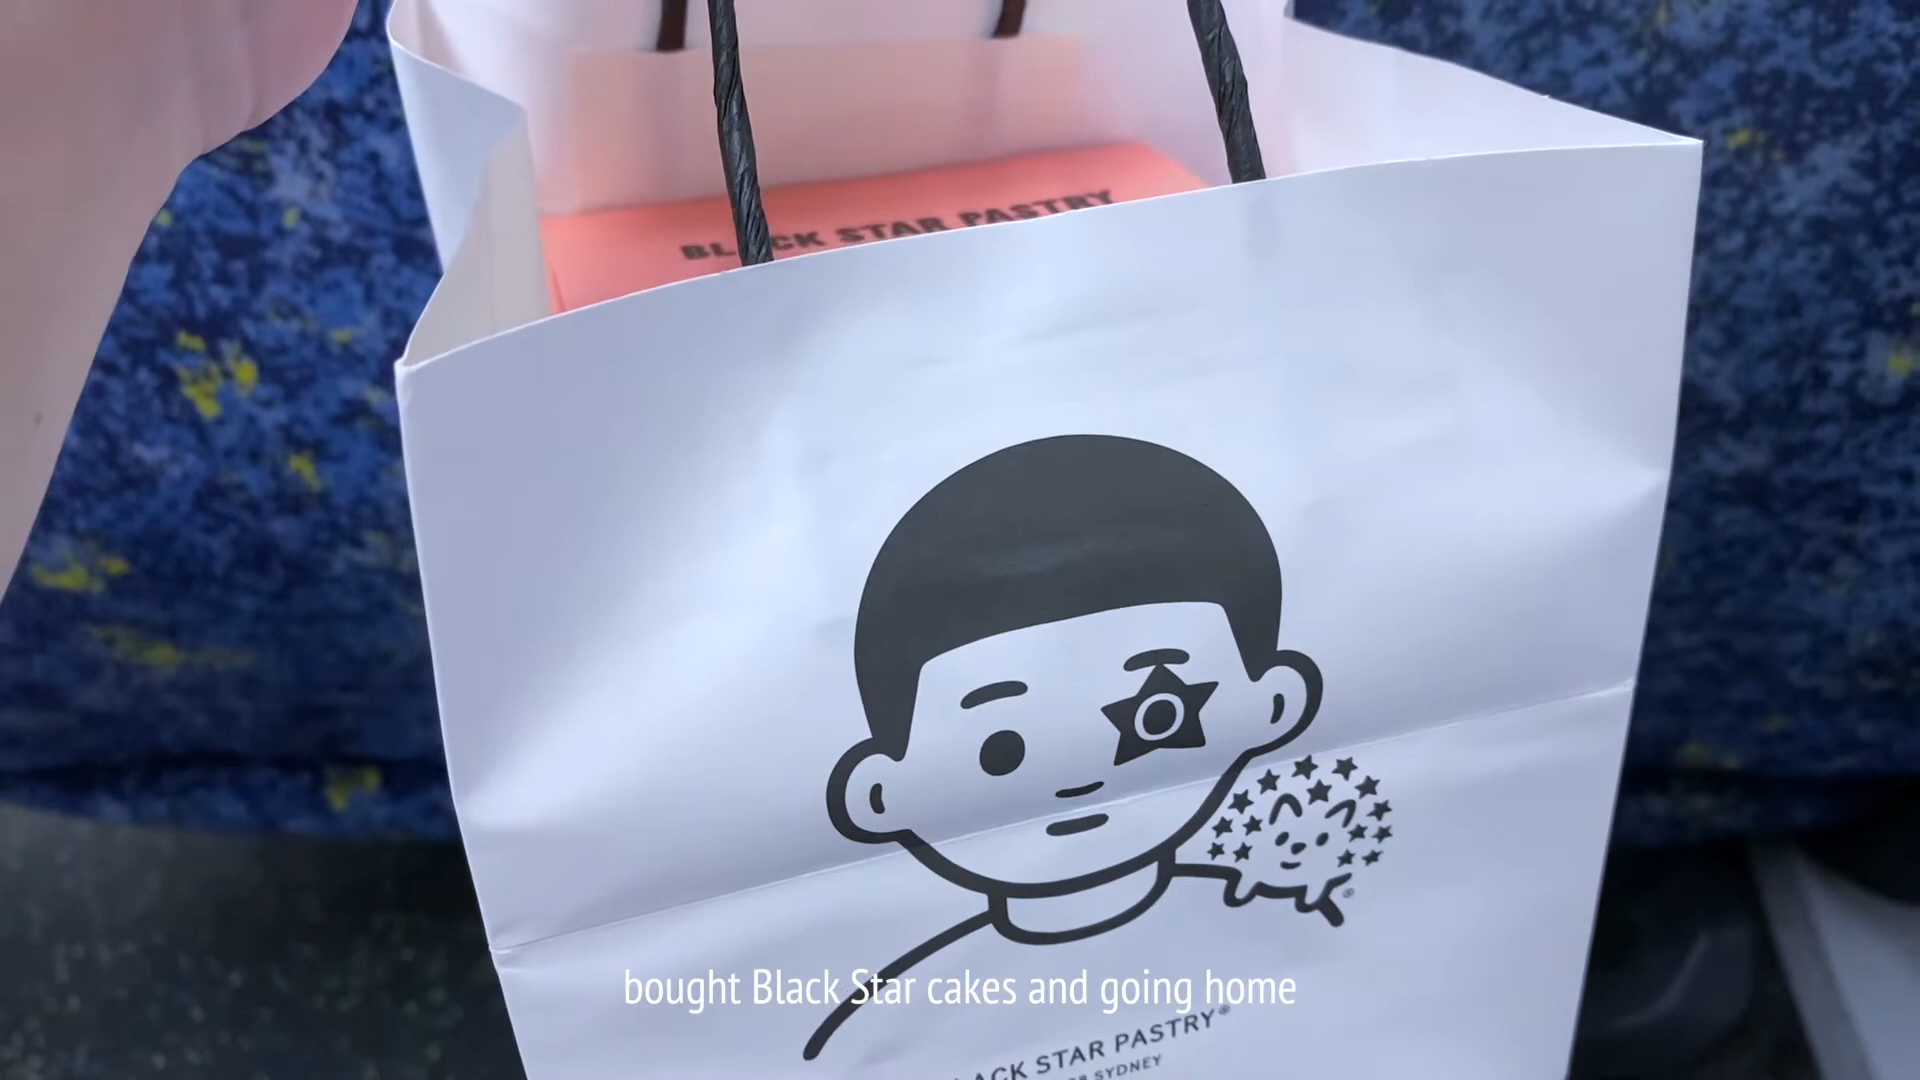 BLACK STAR PASTRY
bought Black Star cakes and going home
BLACK STAR PASTRY®
SYDNEY